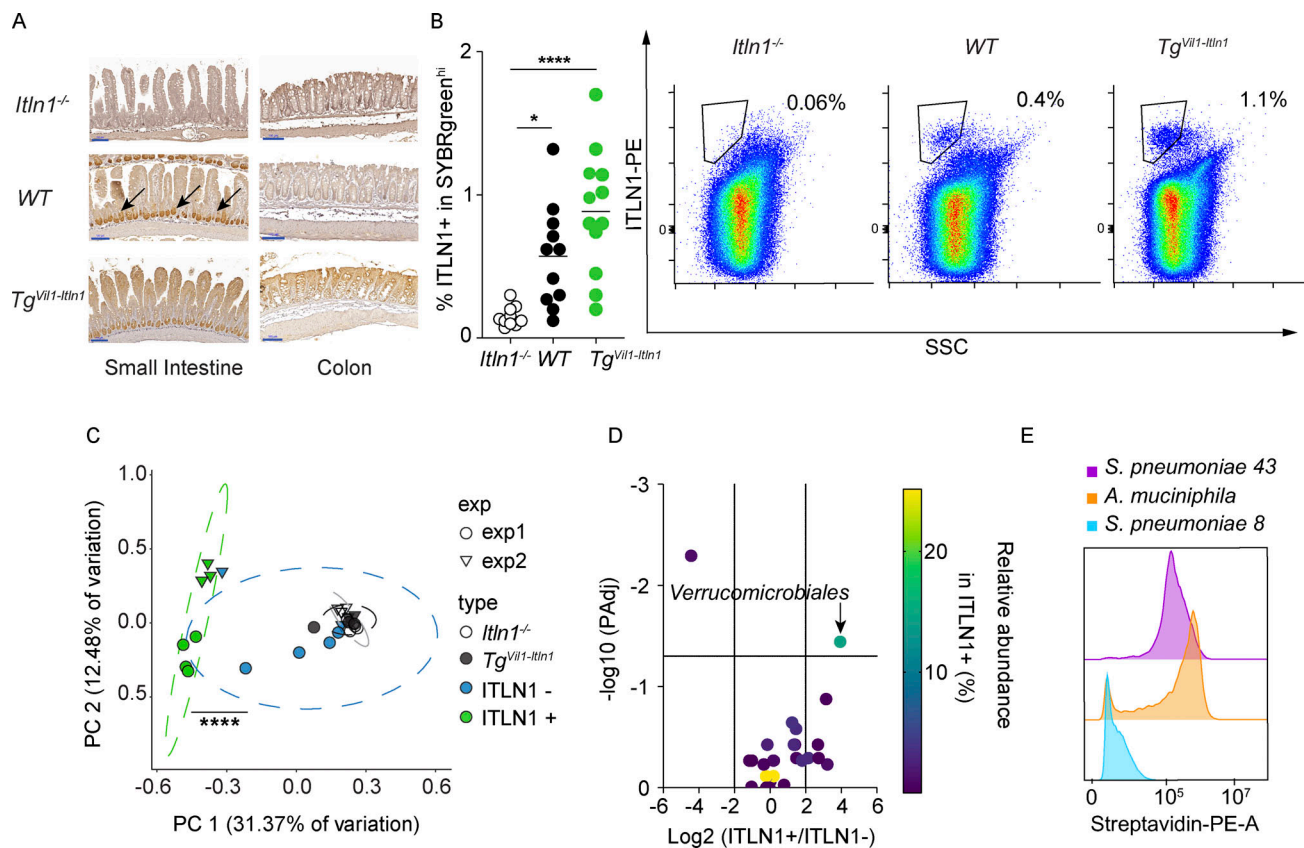 A
Itln1-/-
WT
TgVil1-Itln1
Small Intestine
Colon
B
% ITLN1+ in SYBRgreenhi
2
1
0
****
*
Itln1-/-
WT
TgVil1-Itln1
Itln1-/-
WT
TgVil1-Itln1
0.06%
0.4%
1.1%
ITLN1-PE
0
0
0
SSC
C
PC 2 (12.48% of variation)
1.0
0.5
0.0
0.5
****
-0.6
-0.3
0.0
0.3
0.6
PC 1 (31.37% of variation)
exp
exp1
exp2
type
Itln1-/-
TgVil1-Itln1
ITLN1 -
ITLN1 +
D
-log10 (PAdj)
-3
-2
-1
0
Verrucomicrobiales
-6
-4
-2
0
2
4
6
Log2 (ITLN1+/ITLN1-)
20
10
Relative abundance
in ITLN1+ (%)
E
S. pneumoniae 43
A. muciniphila
S. pneumoniae 8
0
105
107
Streptavidin-PE-A